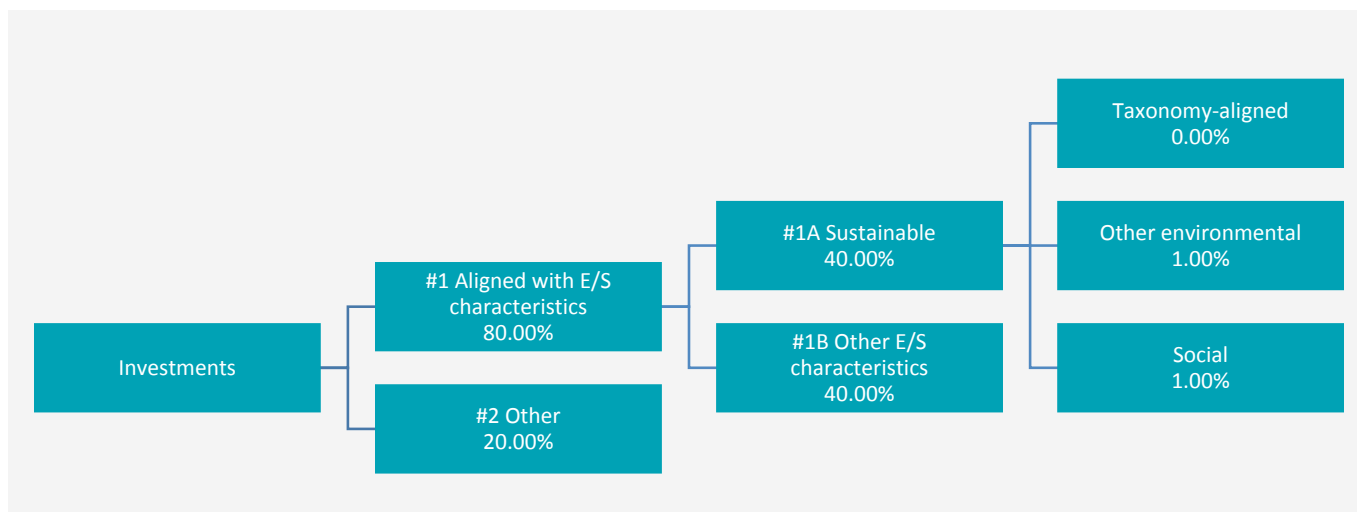 Investments
#1 Aligned with E/S
characteristics
80.00%
#2 Other
20.00%
#1A Sustainable
40.00%
#1B Other E/S
characteristics
40.00%
Taxonomy-aligned
0.00%
Other environmental
1.00%
Social
1.00%